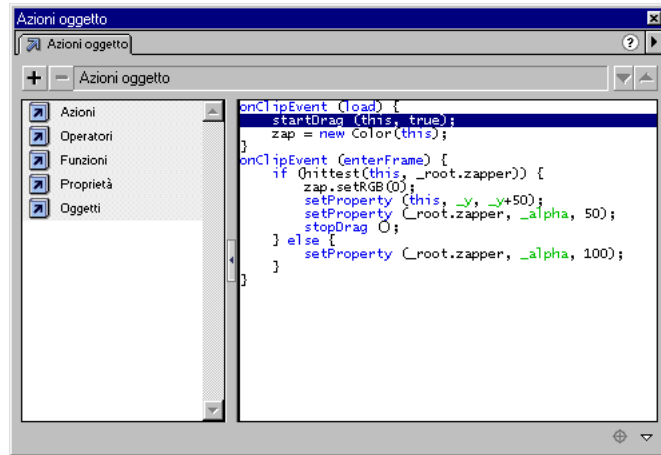 Azioni oggetto
Azioni oggetto
Azioni oggetto
Azioni
Operatori
Funzioni
Proprietà
Oggetti
onClipEvent (load) {
    startDrag (this, true);
    zap = new Color(this);
}
onClipEvent (enterFrame) {
    if (hittest(this, _root.zapper)) {
        zap.setRGB(0);
        setProperty (this, _y, _y+50);
        setProperty (_root.zapper, _alpha, 50);
        stopDrag ();
    } else {
        setProperty (_root.zapper, _alpha, 100);
    }
}